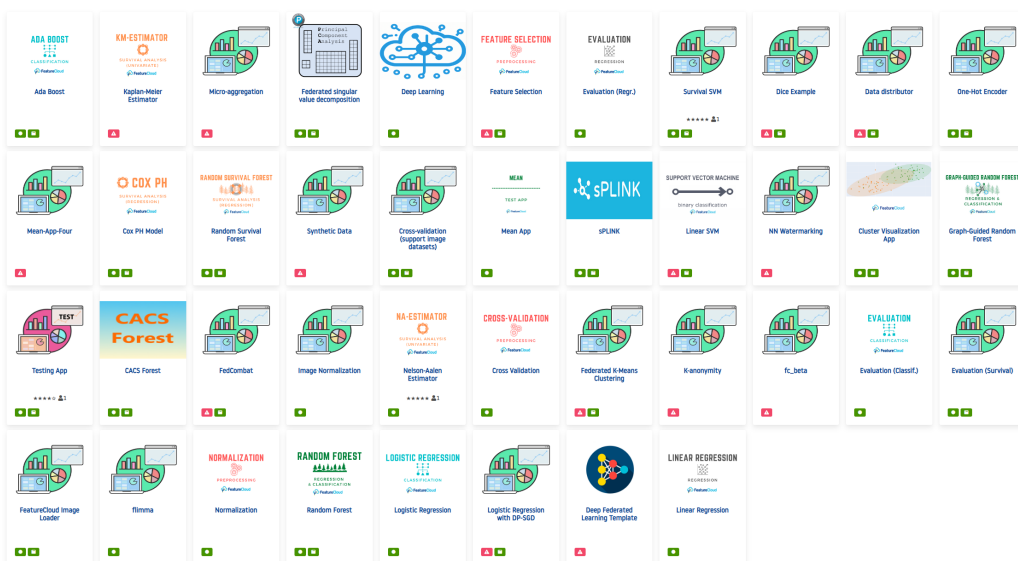 ADA BOOST
CLASSIFICATION
FeatureCloud
Ada Boost
KM-ESTIMATOR
SURVIVAL ANALYSIS
(UNIVARIATE)
FeatureCloud
Kaplan-Meier
Estimator
Micro-aggregation
P
Principal
Component
Analysis
Federated singular
value decomposition
Deep Learning
FEATURE SELECTION
PREPROCESSING
FeatureCloud
Feature Selection
EVALUATION
REGRESSION
FeatureCloud
Evaluation (Regr.)
Survival SVM
1
Dice Example
Data distributor
One-Hot Encoder
Mean-App-Four
COX PH
SURVIVAL ANALYSIS
(REGRESSION)
FeatureCloud
Cox PH Model
RANDOM SURVIVAL FOREST
SURVIVAL ANALYSIS
(REGRESSION)
FeatureCloud
Random Survival
Forest
Synthetic Data
Cross-validation
(support image
datasets)
MEAN
TEST APP
FeatureCloud
Mean App
sPLINK
sPLINK
SUPPORT VECTOR MACHINE
binary classification
FeatureCloud
Linear SVM
NN Watermarking
FeatureCloud
Cluster Visualization
App
GRAPH-GUIDED RANDOM FOREST
REGRESSION &
CLASSIFICATION
FeatureCloud
Graph-Guided Random
Forest
TEST
Testing App
1
CACS
Forest
CACS Forest
FedCombat
Image Normalization
NA-ESTIMATOR
SURVIVAL ANALYSIS
(UNIVARIATE)
FeatureCloud
Nelson-Aalen
Estimator
1
CROSS-VALIDATION
PREPROCESSING
FeatureCloud
Cross Validation
Federated K-Means
Clustering
K-anonymity
fc_beta
EVALUATION
CLASSIFICATION
FeatureCloud
Evaluation (Classif.)
Evaluation (Survival)
FeatureCloud Image
Loader
flimma
NORMALIZATION
PREPROCESSING
FeatureCloud
Normalization
RANDOM FOREST
REGRESSION
& CLASSIFICATION
FeatureCloud
Random Forest
LOGISTIC REGRESSION
CLASSIFICATION
FeatureCloud
Logistic Regression
Logistic Regression
with DP-SGD
Deep Federated
Learning Template
LINEAR REGRESSION
REGRESSION
FeatureCloud
Linear Regression